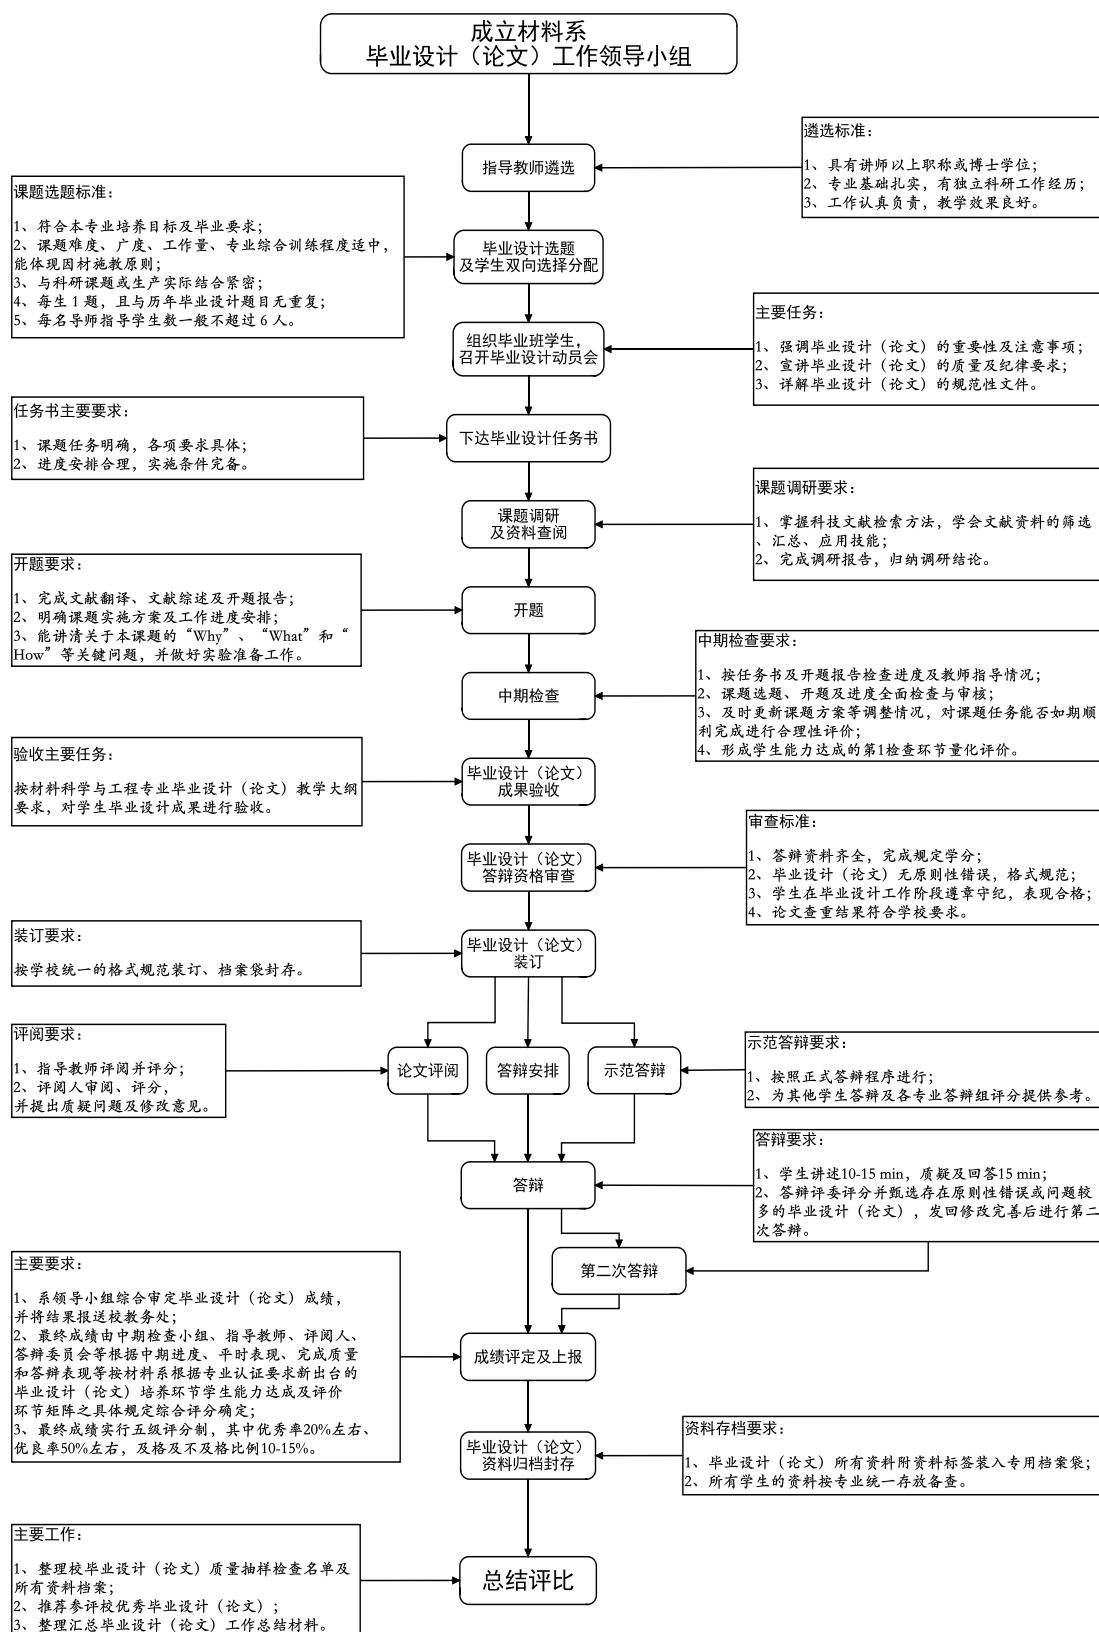 成立材料系
毕业设计（论文）工作领导小组
遴选标准：
1、具有讲师以上职称或博士学位；
2、专业基础扎实，有独立科研工作经历；
3、工作认真负责，教学效果良好。
指导教师遴选
课题选题标准：
1、符合本专业培养目标及毕业要求；
2、课题难度、广度、工作量、专业综合训练程度适中，
能体现因材施教原则；
3、与科研课题或生产实际结合紧密；
4、每生 1 题，且与历年毕业设计题目无重复；
5、每名导师指导学生数一般不超过 6 人。
毕业设计选题
及学生双向选择分配
主要任务：
1、强调毕业设计（论文）的重要性及注意事项；
2、宣讲毕业设计（论文）的质量及纪律要求；
3、详解毕业设计（论文）的规范性文件。
组织毕业班学生，
召开毕业设计动员会
任务书主要要求：
1、课题任务明确，各项要求具体；
2、进度安排合理，实施条件完备。
下达毕业设计任务书
课题调研要求：
1、掌握科技文献检索方法，学会文献资料的筛选
、汇总、应用技能；
2、完成调研报告，归纳调研结论。
课题调研
及资料查阅
开题要求：
1、完成文献翻译、文献综述及开题报告；
2、明确课题实施方案及工作进度安排；
3、能讲清关于本课题的“Why”、“What”和“
How”等关键问题，并做好实验准备工作。
开题
中期检查要求：
1、按任务书及开题报告检查进度及教师指导情况；
2、课题选题、开题及进度全面检查与审核；
3、及时更新课题方案等调整情况，对课题任务能否如期顺
利完成进行合理性评价；
4、形成学生能力达成的第1检查环节量化评价。
中期检查
验收主要任务：
按材料科学与工程专业毕业设计（论文）教学大纲
要求，对学生毕业设计成果进行验收。
毕业设计（论文）
成果验收
审查标准：
1、答辩资料齐全，完成规定学分；
2、毕业设计（论文）无原则性错误，格式规范；
3、学生在毕业设计工作阶段遵章守纪，表现合格；
4、论文查重结果符合学校要求。
毕业设计（论文）
答辩资格审查
装订要求：
按学校统一的格式规范装订、档案袋封存。
毕业设计（论文）
装订
评阅要求：
1、指导教师评阅并评分；
2、评阅人审阅、评分，
并提出质疑问题及修改意见。
论文评阅
答辩安排
示范答辩
示范答辩要求：
1、按照正式答辩程序进行；
2、为其他学生答辩及各专业答辩组评分提供参考。
答辩要求：
1、学生讲述10-15 min，质疑及回答15 min；
2、答辩评委评分并甄选存在原则性错误或问题较
多的毕业设计（论文），发回修改完善后进行第二
次答辩。
答辩
第二次答辩
主要要求：
1、系领导小组综合审定毕业设计（论文）成绩，
并将结果报送校教务处；
2、最终成绩由中期检查小组、指导教师、评阅人、
答辩委员会等根据中期进度、平时表现、完成质量
和答辩表现等按材料系根据专业认证要求新出台的
毕业设计（论文）培养环节学生能力达成及评价
环节矩阵之具体规定综合评分确定；
3、最终成绩实行五级评分制，其中优秀率20%左右、
优良率50%左右，及格及不及格比例10-15%。
成绩评定及上报
资料存档要求：
1、毕业设计（论文）所有资料附资料标签装入专用档案袋；
2、所有学生的资料按专业统一存放备查。
毕业设计（论文）
资料归档封存
主要工作：
1、整理校毕业设计（论文）质量抽样检查名单及
所有资料档案；
2、推荐参评校优秀毕业设计（论文）；
3、整理汇总毕业设计（论文）工作总结材料。
总结评比